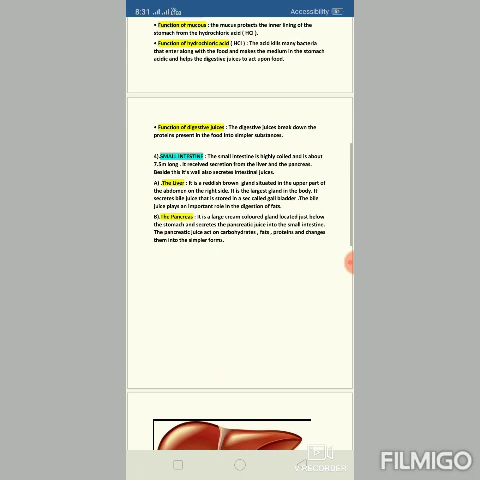 8:31
Accessibility
• Function of mucous : the mucus protects the inner lining of the
stomach from the hydrochloric acid ( HCl ).
• Function of hydrochloric acid ( HCl ) : The acid kills many bacteria
that enter along with the food and makes the medium in the stomach
acidic and helps the digestive juices to act upon food.
• Function of digestive juices : The digestive juices break down the
proteins present in the food into simpler substances.
4).SMALL INTESTINE : The small intestine is highly coiled and is about
7.5m long . It received secretion from the liver and the pancreas.
Beside this it's wall also secretes intestinal juices.
A) .The Liver : It is a reddish brown gland situated in the upper part of
the abdomen on the right side. It is the largest gland in the body. It
secretes bile juice that is stored in a sec called gall bladder .The bile
juice plays an important role in the digertion of fats.
B).The Pancreas : It is a large cream coloured gland located just below
the stomach and secretes the pancreatic juice into the small intestine.
The pancreatic juice act on carbohydrates , fats , proteins and changes
them into the simpler forms.
V RECORDER
FILMIGO